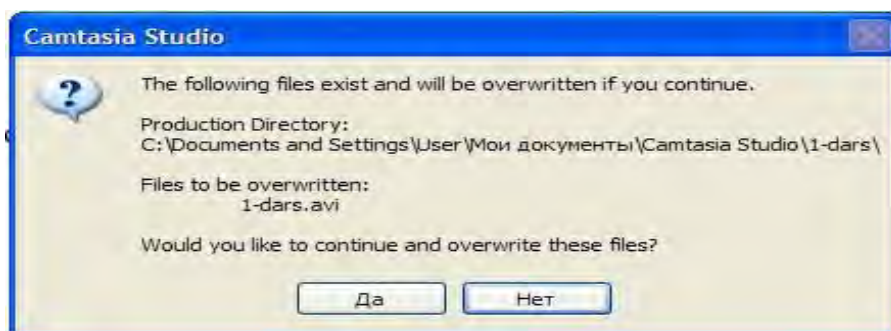 Camtasia Studio
The following files exist and will be overwritten if you continue.
Production Directory:
C:\Documents and Settings\User\Мои документы\Camtasia Studio\1-dars\
Files to be overwritten:
1-dars.avi
Would you like to continue and overwrite these files?
Да
Нет